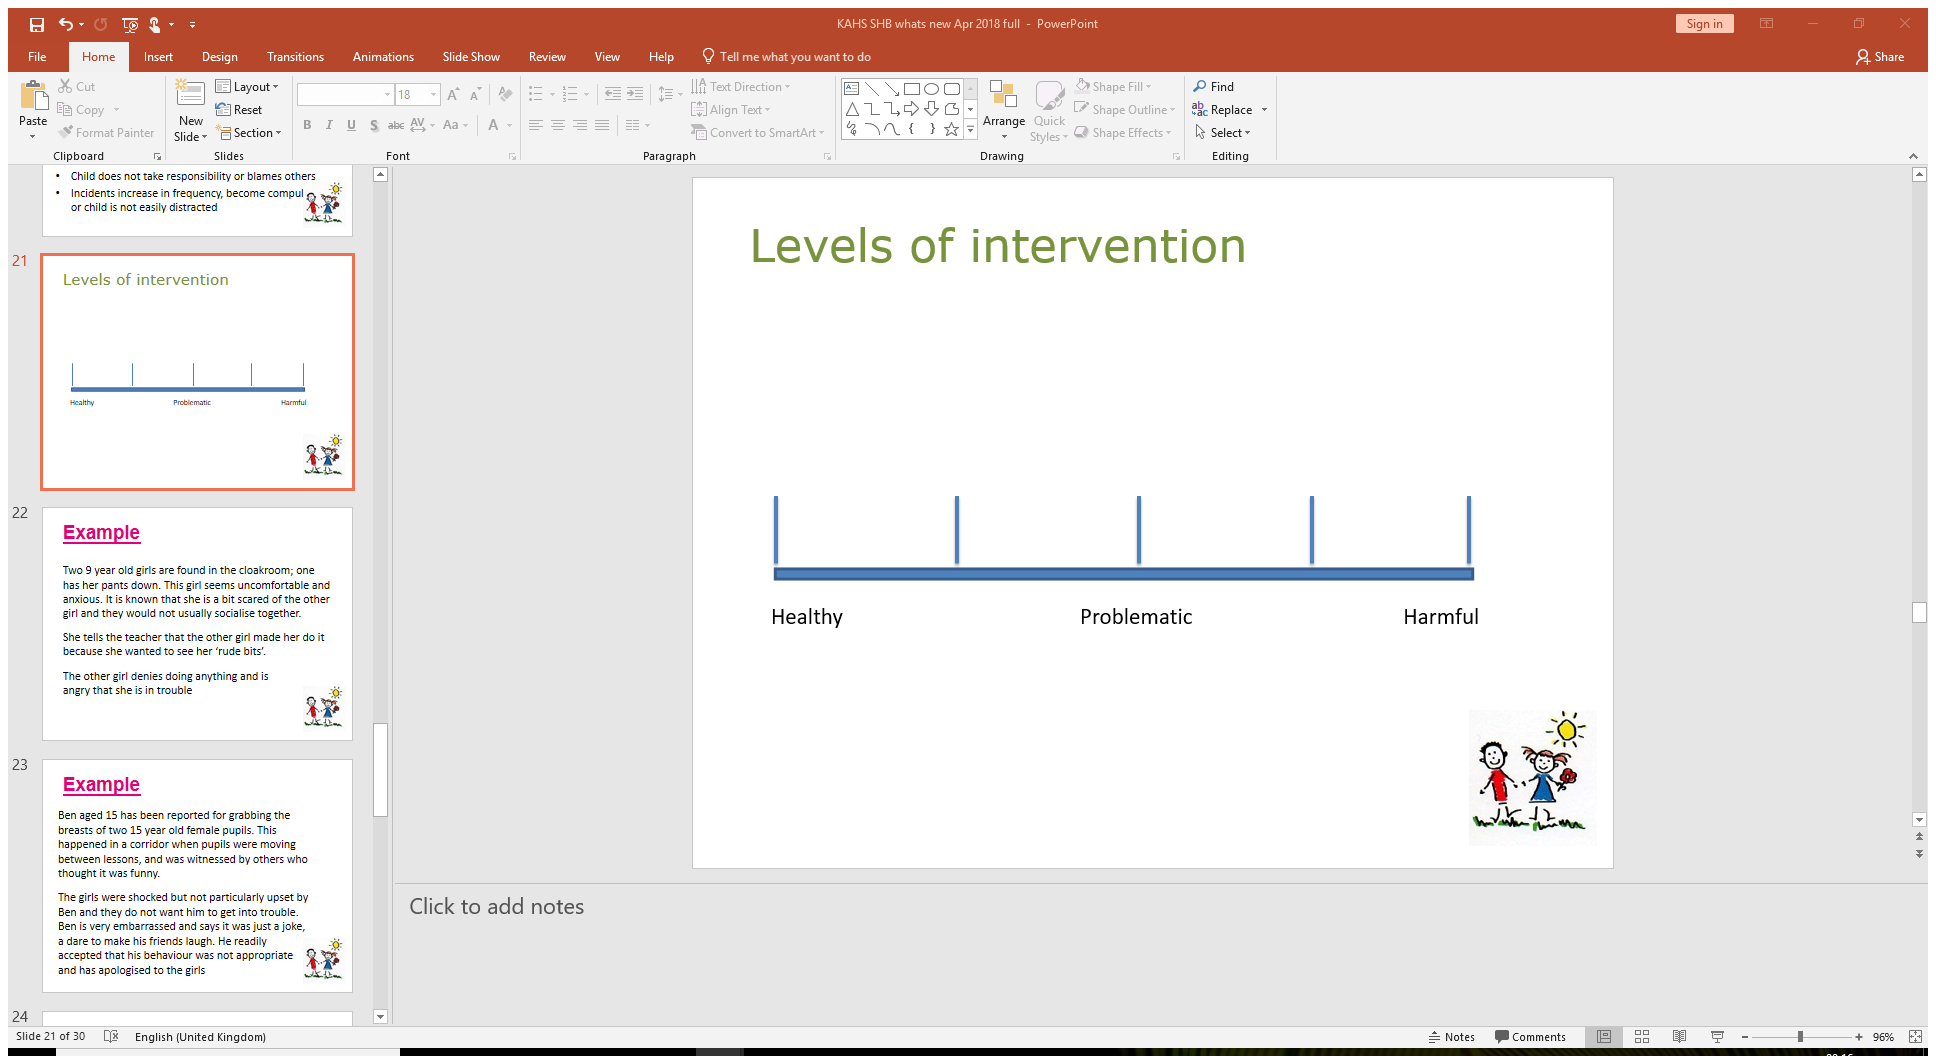 KAHS SHB whats new Apr 2018 full - PowerPoint
Sign in
File Home Insert Design Transitions Animations Slide Show Review View Help Tell me what you want to do
Share
Paste
Cut
Copy
Format Painter
Clipboard
New
Slide
Layout
Reset
Section
Slides
18
B I U S abc AV Aa A
Font
Text Direction
Align Text
Convert to SmartArt
Paragraph
Arrange
Quick
Styles
Shape Fill
Shape Outline
Shape Effects
Drawing
Find
Replace
Select
Editing
• Child does not take responsibility or blames others
• Incidents increase in frequency, become compul
or child is not easily distracted
21
Levels of intervention
Healthy Problematic Harmful
22
Example
Two 9 year old girls are found in the cloakroom; one
has her pants down. This girl seems uncomfortable and
anxious. It is known that she is a bit scared of the other
girl and they would not usually socialise together.
She tells the teacher that the other girl made her do it
because she wanted to see her ‘rude bits’.
The other girl denies doing anything and is
angry that she is in trouble
23
Example
Ben aged 15 has been reported for grabbing the
breasts of two 15 year old female pupils. This
happened in a corridor when pupils were moving
between lessons, and was witnessed by others who
thought it was funny.
The girls were shocked but not particularly upset by
Ben and they do not want him to get into trouble.
Ben is very embarrassed and says it was just a joke,
a dare to make his friends laugh. He readily
accepted that his behaviour was not appropriate
and has apologised to the girls
24
Levels of intervention
Healthy Problematic Harmful
Click to add notes
Slide 21 of 30 English (United Kingdom) Notes Comments 96%